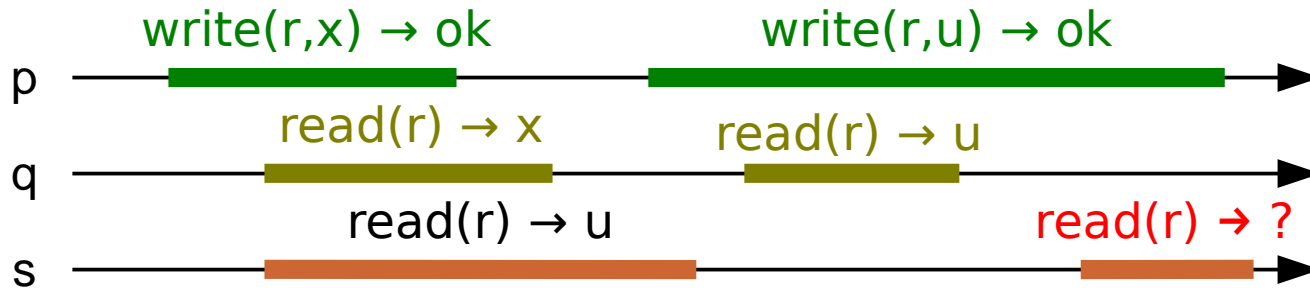 write(r,x) → ok write(r,u) → ok
p
read(r) → x read(r) → u
q
read(r) → u read(r) → ?
s